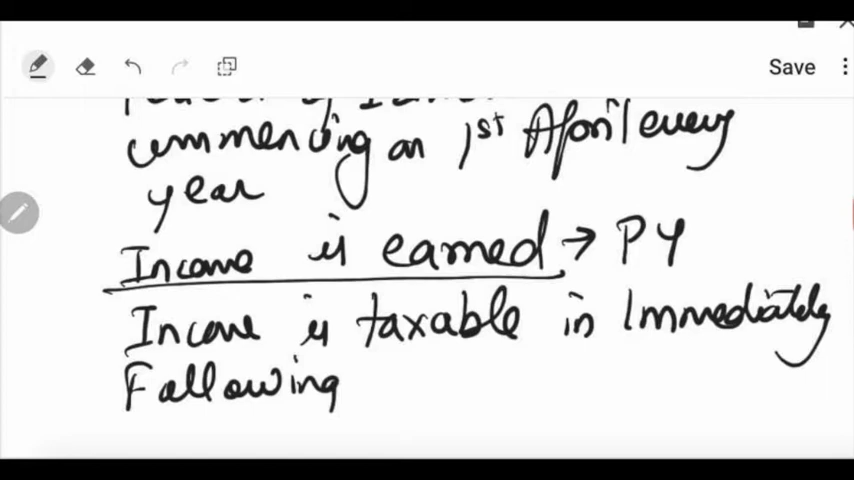 Save
commencing on 1st April every
year
Income is earned → PY
Income is taxable in Immediately
Following